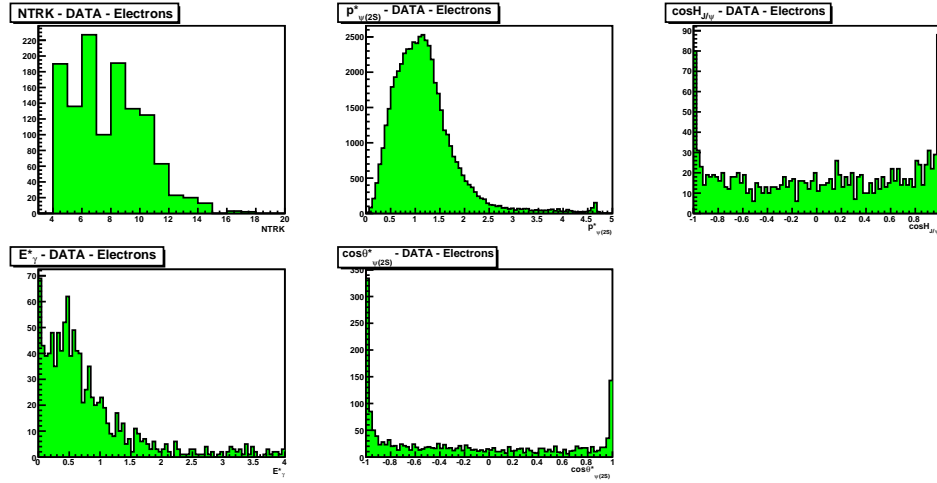 NTRK - DATA - Electrons
220
200
180
160
140
120
100
80
60
40
20
0
4 6 8 10 12 14 16 18 20
NTRK
p*ψ(2S) - DATA - Electrons
2500
2000
1500
1000
500
0
0 0.5 1 1.5 2 2.5 3 3.5 4 4.5 5
p*ψ(2S)
cosH J/ψ - DATA - Electrons
90
80
70
60
50
40
30
20
10
0
-1 -0.8 -0.6 -0.4 -0.2 0 0.2 0.4 0.6 0.8 1
cosH J/ψ
E*γ - DATA - Electrons
70
60
50
40
30
20
10
0
0 0.5 1 1.5 2 2.5 3 3.5 4
E*γ
cosθ*ψ(2S) - DATA - Electrons
350
300
250
200
150
100
50
0
-1 -0.8 -0.6 -0.4 -0.2 0 0.2 0.4 0.6 0.8 1
cosθ*ψ(2S)